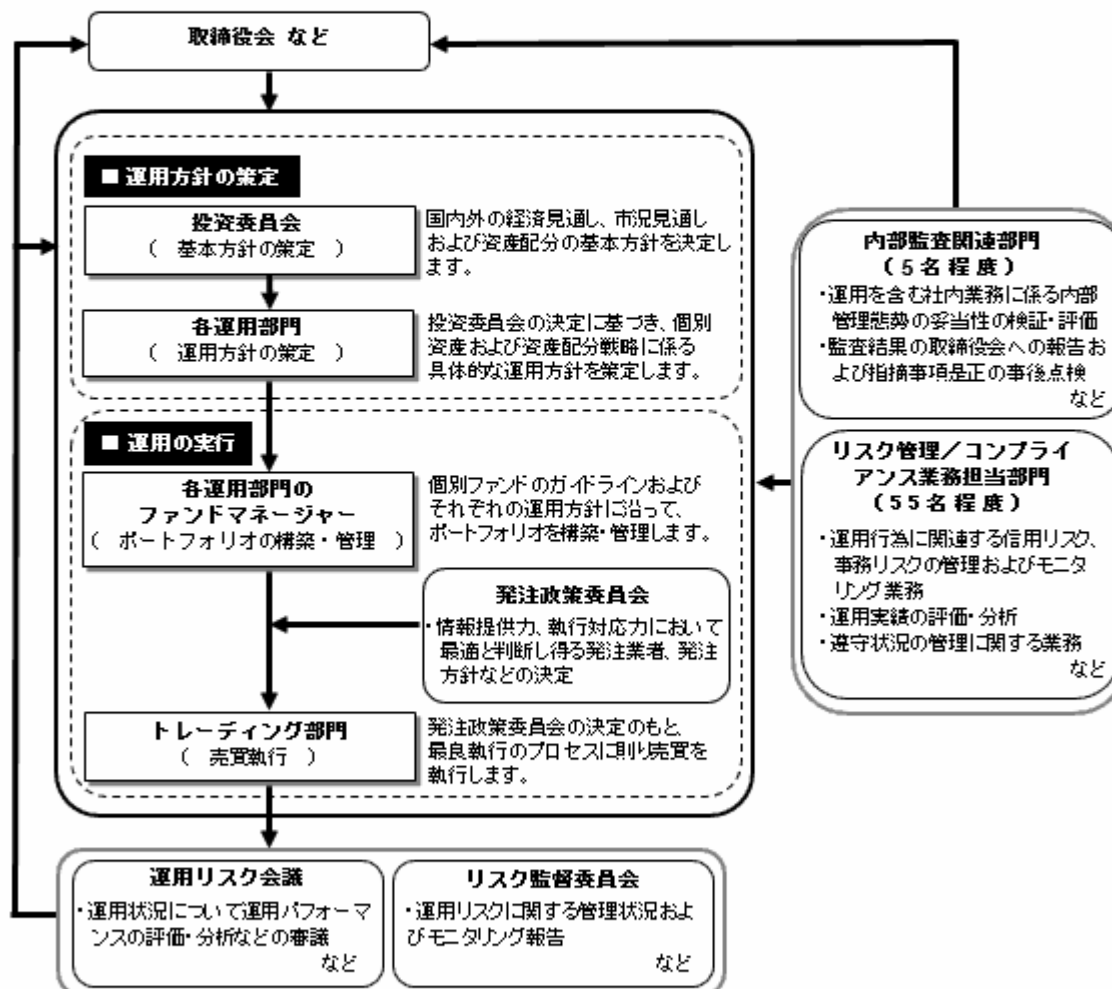 取締役会 など
■ 運用方針の策定
投資委員会
( 基本方針の策定 )
国内外の経済見通し、市況見通し
および資産配分の基本方針を決定し
ます。
各運用部門
( 運用方針の策定 )
投資委員会の決定に基づき、個別
資産および資産配分戦略に係る
具体的な運用方針を策定します。
■ 運用の実行
各運用部門の
ファンドマネージャー
( ポートフォリオの構築・管理 )
個別ファンドのガイドラインおよび
それぞれの運用方針に沿って、
ポートフォリオを構築・管理します。
発注政策委員会
・情報提供力、執行対応力において
最適と判断し得る発注業者、発注
方針などの決定
トレーディング部門
( 売買執行 )
発注政策委員会の決定のもと、
最良執行のプロセスに則り売買を
執行します。
運用リスク会議
・運用状況について運用パフォーマ
ンスの評価・分析などの審議
など
リスク監督委員会
・運用リスクに関する管理状況およ
びモニタリング報告
など
内部監査関連部門
(5名程度)
・運用を含む社内業務に係る内部
管理態勢の妥当性の検証・評価
・監査結果の取締役会への報告お
よび指摘事項是正の事後点検
など
リスク管理/コンプライ
アンス業務担当部門
(55名程度)
・運用行為に関連する信用リスク、
事務リスクの管理およびモニタ
リング業務
・運用実績の評価・分析
・遵守状況の管理に関する業務
など